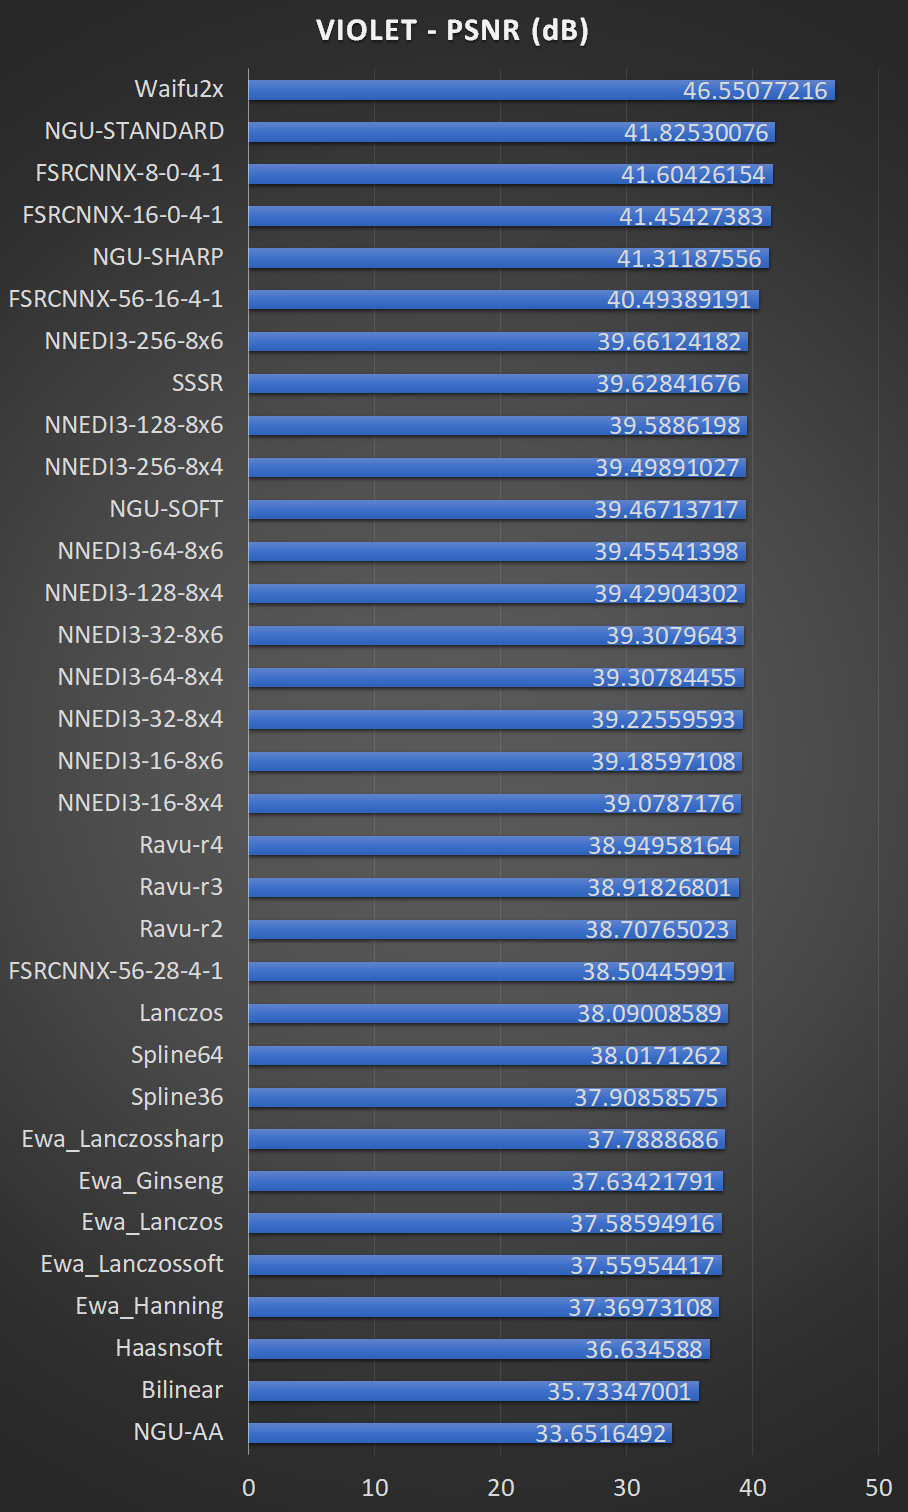 VIOLET - PSNR (dB)
Waifu2x 46.55077216
NGU-STANDARD 41.82530076
FSRCNNX-8-0-4-1 41.60426154
FSRCNNX-16-0-4-1 41.45427383
NGU-SHARP 41.31187556
FSRCNNX-56-16-4-1 40.49389191
NNEDI3-256-8x6 39.66124182
SSSR 39.62841676
NNEDI3-128-8x6 39.5886198
NNEDI3-256-8x4 39.49891027
NGU-SOFT 39.46713717
NNEDI3-64-8x6 39.45541398
NNEDI3-128-8x4 39.42904302
NNEDI3-32-8x6 39.3079643
NNEDI3-64-8x4 39.30784455
NNEDI3-32-8x4 39.22559593
NNEDI3-16-8x6 39.18597108
NNEDI3-16-8x4 39.0787176
Ravu-r4 38.94958164
Ravu-r3 38.91826801
Ravu-r2 38.70765023
FSRCNNX-56-28-4-1 38.50445991
Lanczos 38.09008589
Spline64 38.0171262
Spline36 37.90858575
Ewa_Lanczossharp 37.7888686
Ewa_Ginseng 37.63421791
Ewa_Lanczos 37.58594916
Ewa_Lanczossoft 37.55954417
Ewa_Hanning 37.36973108
Haasnsoft 36.634588
Bilinear 35.73347001
NGU-AA 33.6516492
0 10 20 30 40 50